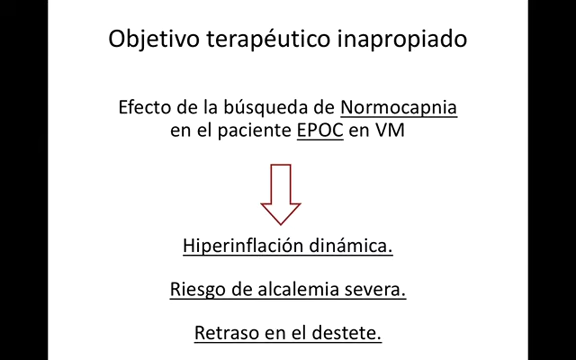 Objetivo terapéutico inapropiado
Efecto de la búsqueda de Normocapnia
en el paciente EPOC en VM
Hiperinflación dinámica.
Riesgo de alcalemia severa.
Retraso en el destete.